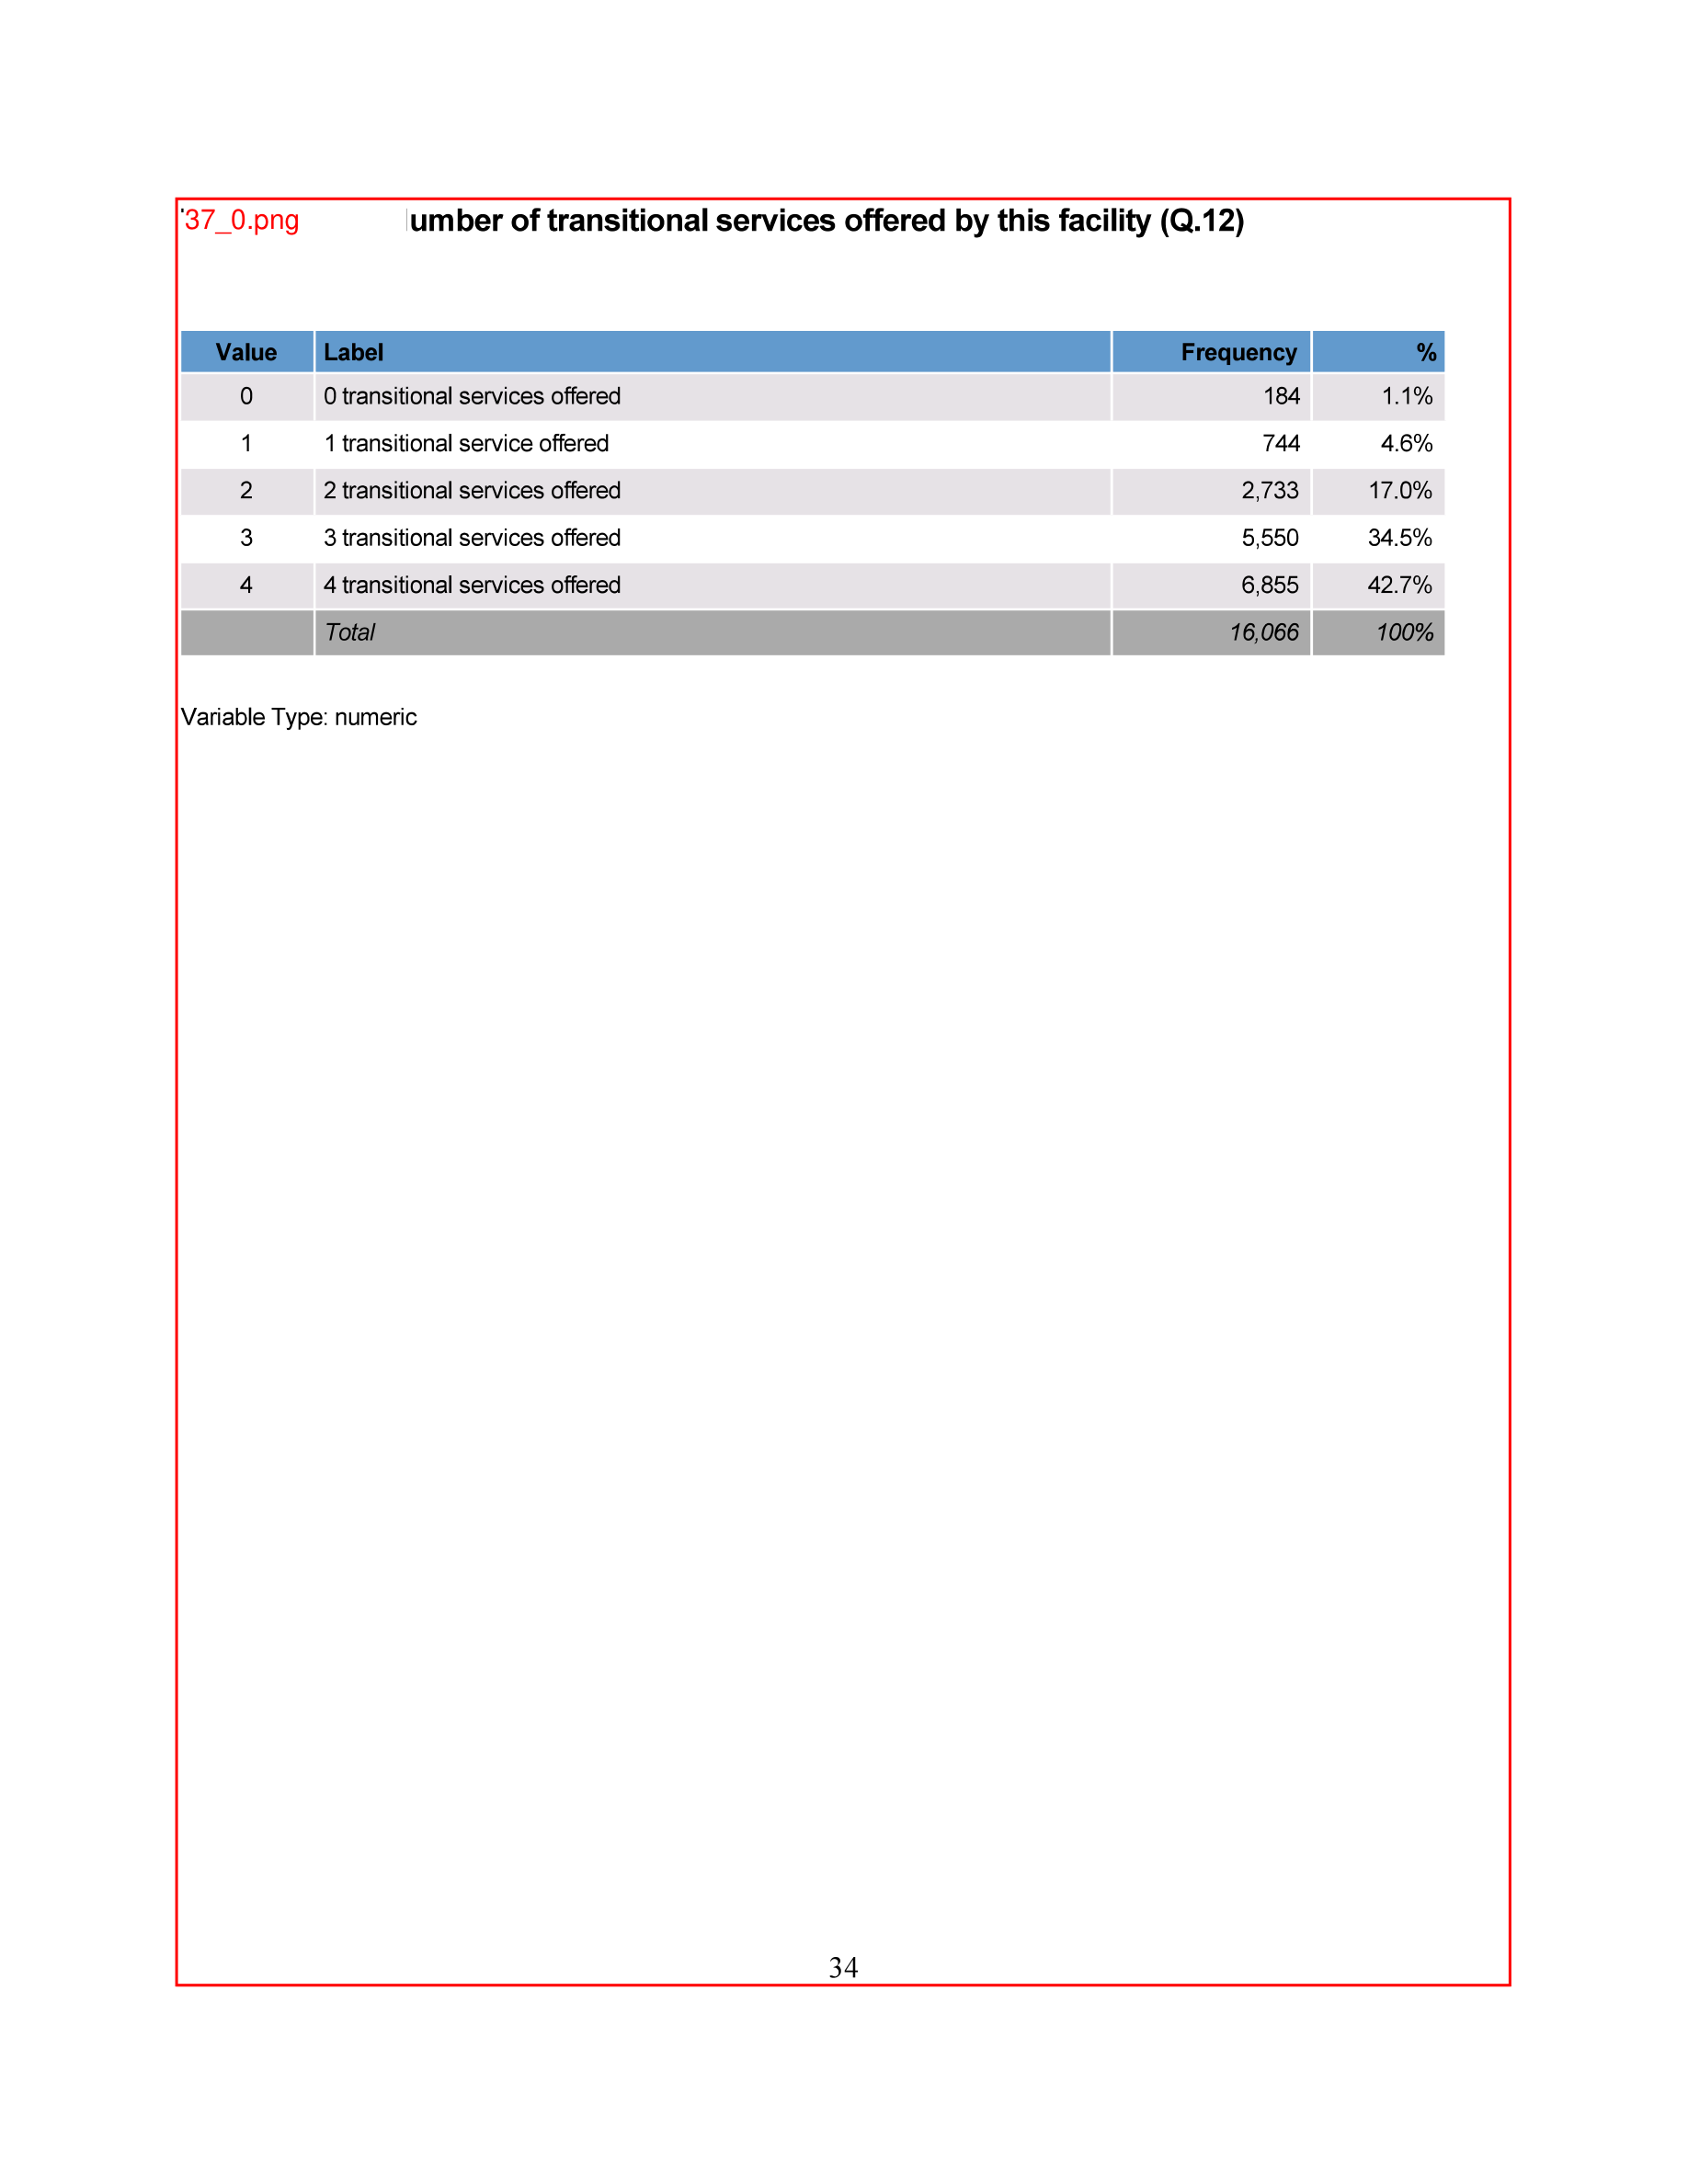 37_0.png umber of transitional services offered by this facility (Q.12)
Value Label Frequency %
0 0 transitional services offered 184 1.1%
1 1 transitional service offered 744 4.6%
2 2 transitional services offered 2,733 17.0%
3 3 transitional services offered 5,550 34.5%
4 4 transitional services offered 6,855 42.7%
Total 16,066 100%
Variable Type: numeric
34